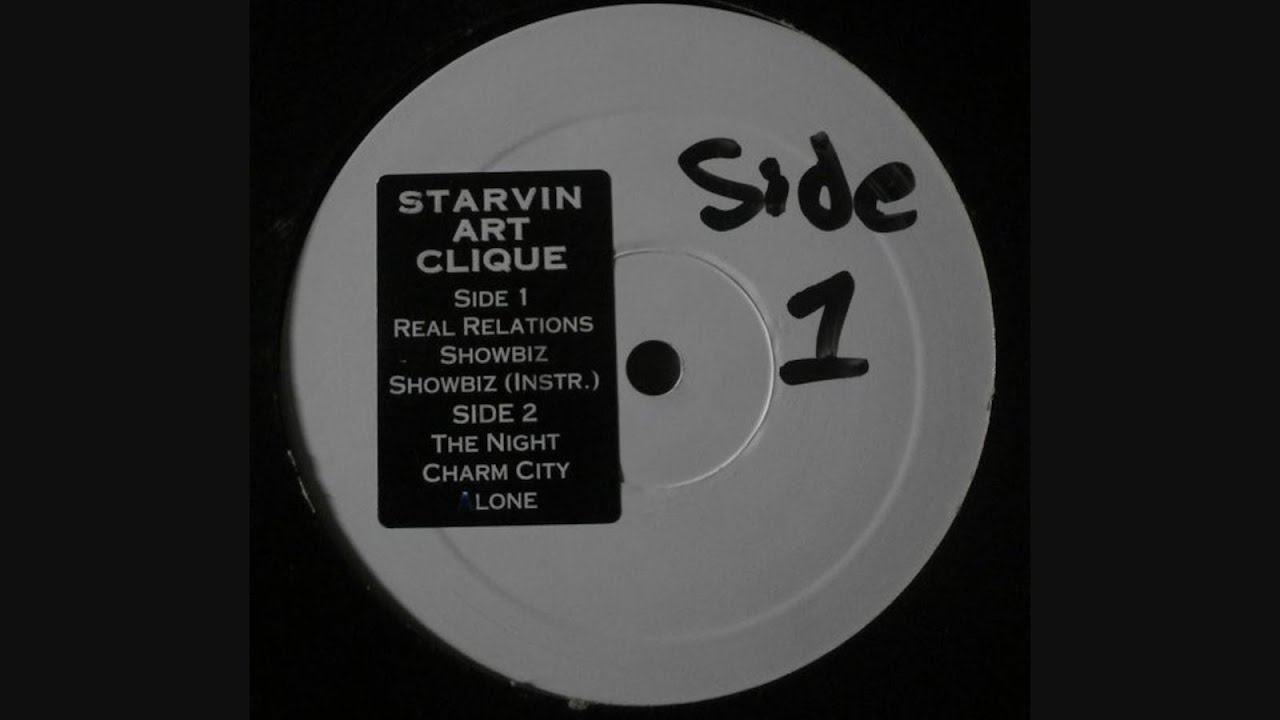 STARVIN
ART
CLIQUE
SIDE 1
REAL RELATIONS
SHOWBIZ
SHOWBIZ (INSTR.)
SIDE 2
THE NIGHT
CHARM CITY
ALONE
Side
1